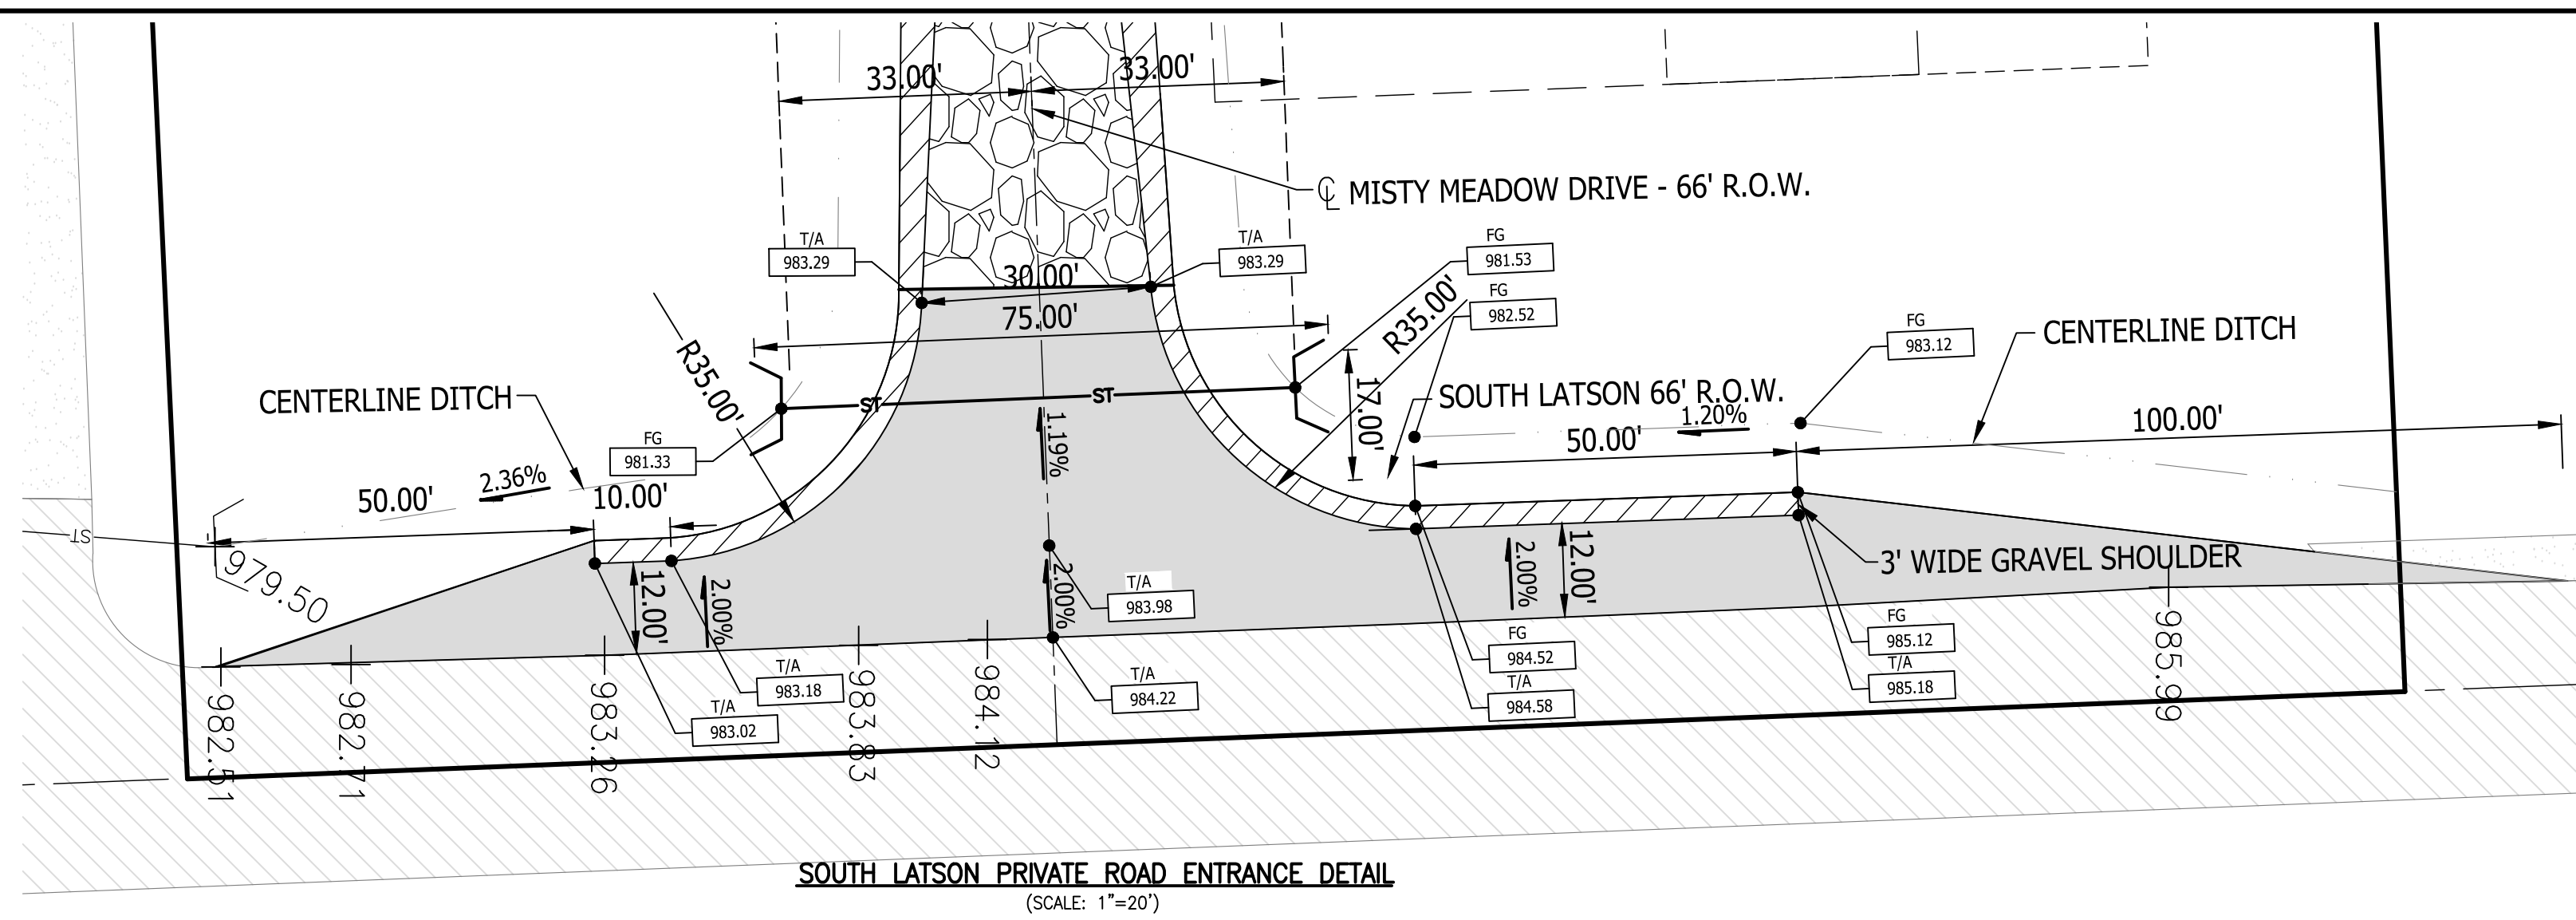 33.00'
33.00'
℄ MISTY MEADOW DRIVE - 66' R.O.W.
T/A
983.29
T/A
983.29
FG
981.53
FG
982.52
30.00'
75.00'
R35.00'
R35.00'
17.00'
FG
983.12
CENTERLINE DITCH
CENTERLINE DITCH
SOUTH LATSON 66' R.O.W.
1.20%
50.00'
100.00'
ST
ST
1.19%
FG
981.33
2.36%
50.00'
10.00'
ST
979.50
12.00'
2.00%
2.00%
2.00%
12.00'
3' WIDE GRAVEL SHOULDER
T/A
983.98
T/A
983.18
T/A
983.02
T/A
984.22
FG
984.52
T/A
984.58
FG
985.12
T/A
985.18
982.51
982.71
983.26
983.83
984.12
985.99
SOUTH LATSON PRIVATE ROAD ENTRANCE DETAIL
(SCALE: 1"=20')